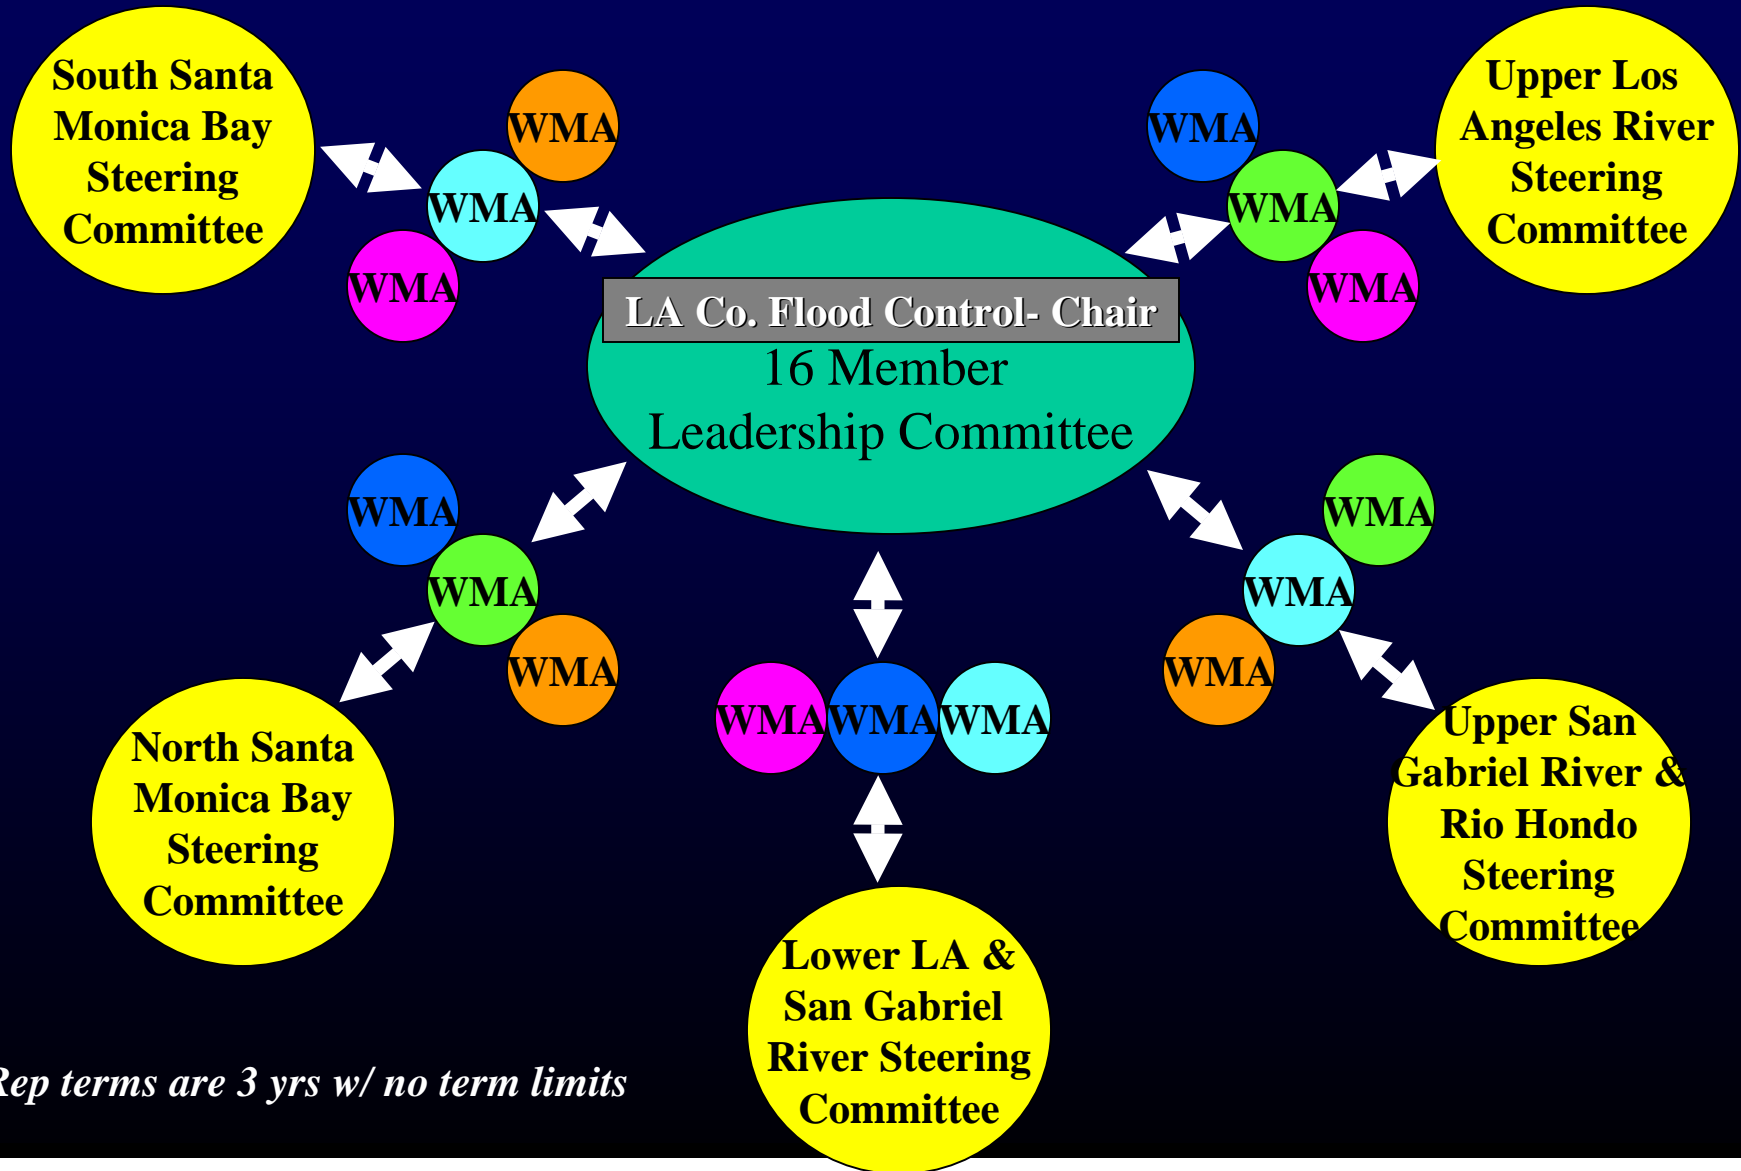 South Santa
Monica Bay
Steering
Committee
WMA
WMA
WMA
WMA
WMA
WMA
Upper Los
Angeles River
Steering
Committee
LA Co. Flood Control- Chair
16 Member
Leadership Committee
WMA
WMA
WMA
WMA
WMA
WMA
North Santa
Monica Bay
Steering
Committee
WMA
WMA
WMA
Upper San
Gabriel River &
Rio Hondo
Steering
Committee
Lower LA &
San Gabriel
River Steering
Committee
Rep terms are 3 yrs w/ no term limits